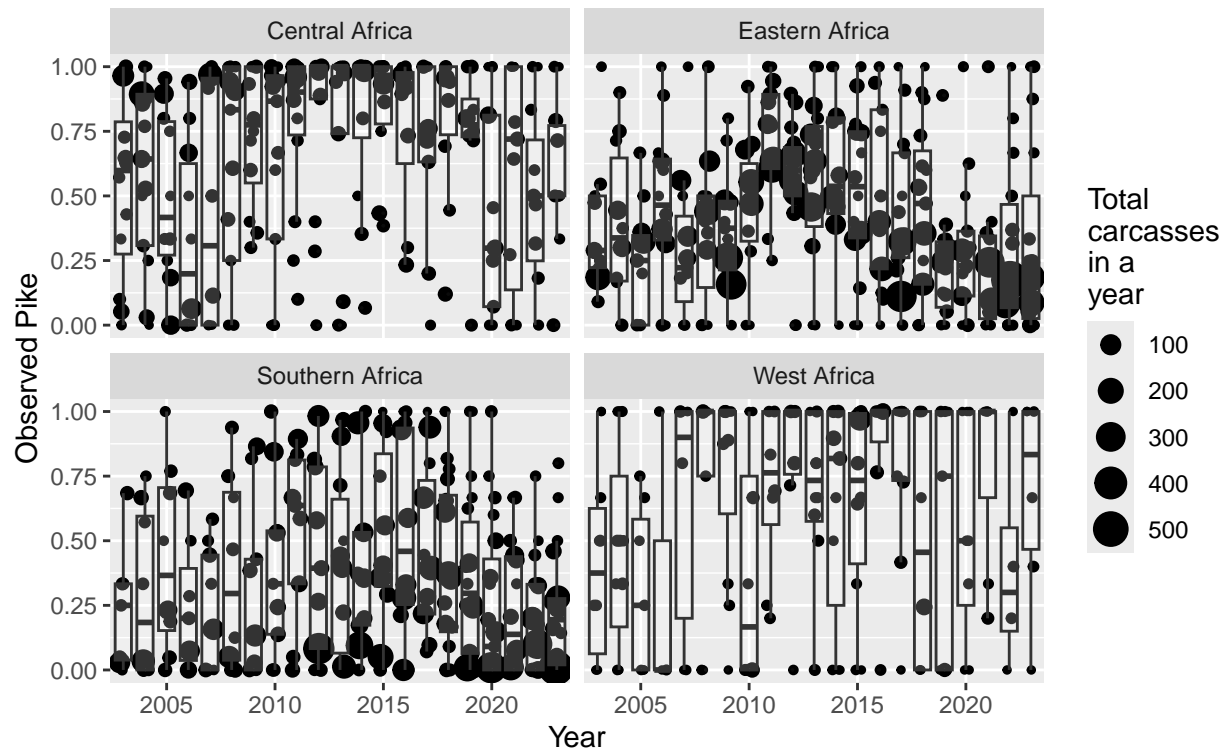 Central Africa
Eastern Africa
1.00
0.75
0.50
0.25
0.00
Southern Africa
West Africa
1.00
0.75
0.50
0.25
0.00
2005
2010
2015
2020
2005
2010
2015
2020
Year
Observed Pike
Total
carcasses
in a
year
100
200
300
400
500